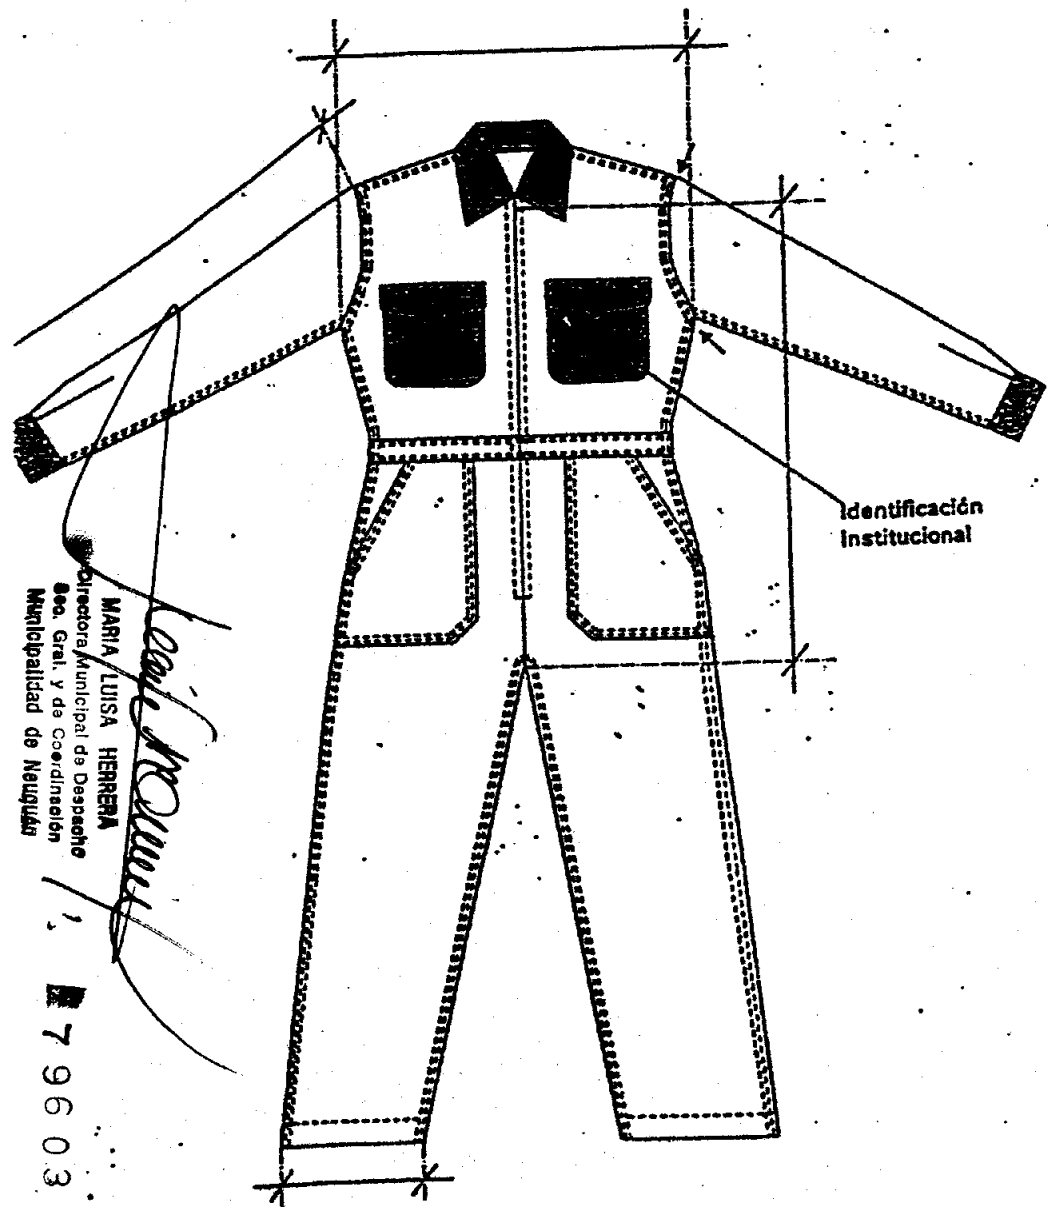 Identificación
Institucional
MARIA LUISA HERRERA
Directora Municipal de Despacho
Sec. Gral. y de Coordinación
Municipalidad de Neuquén
79603